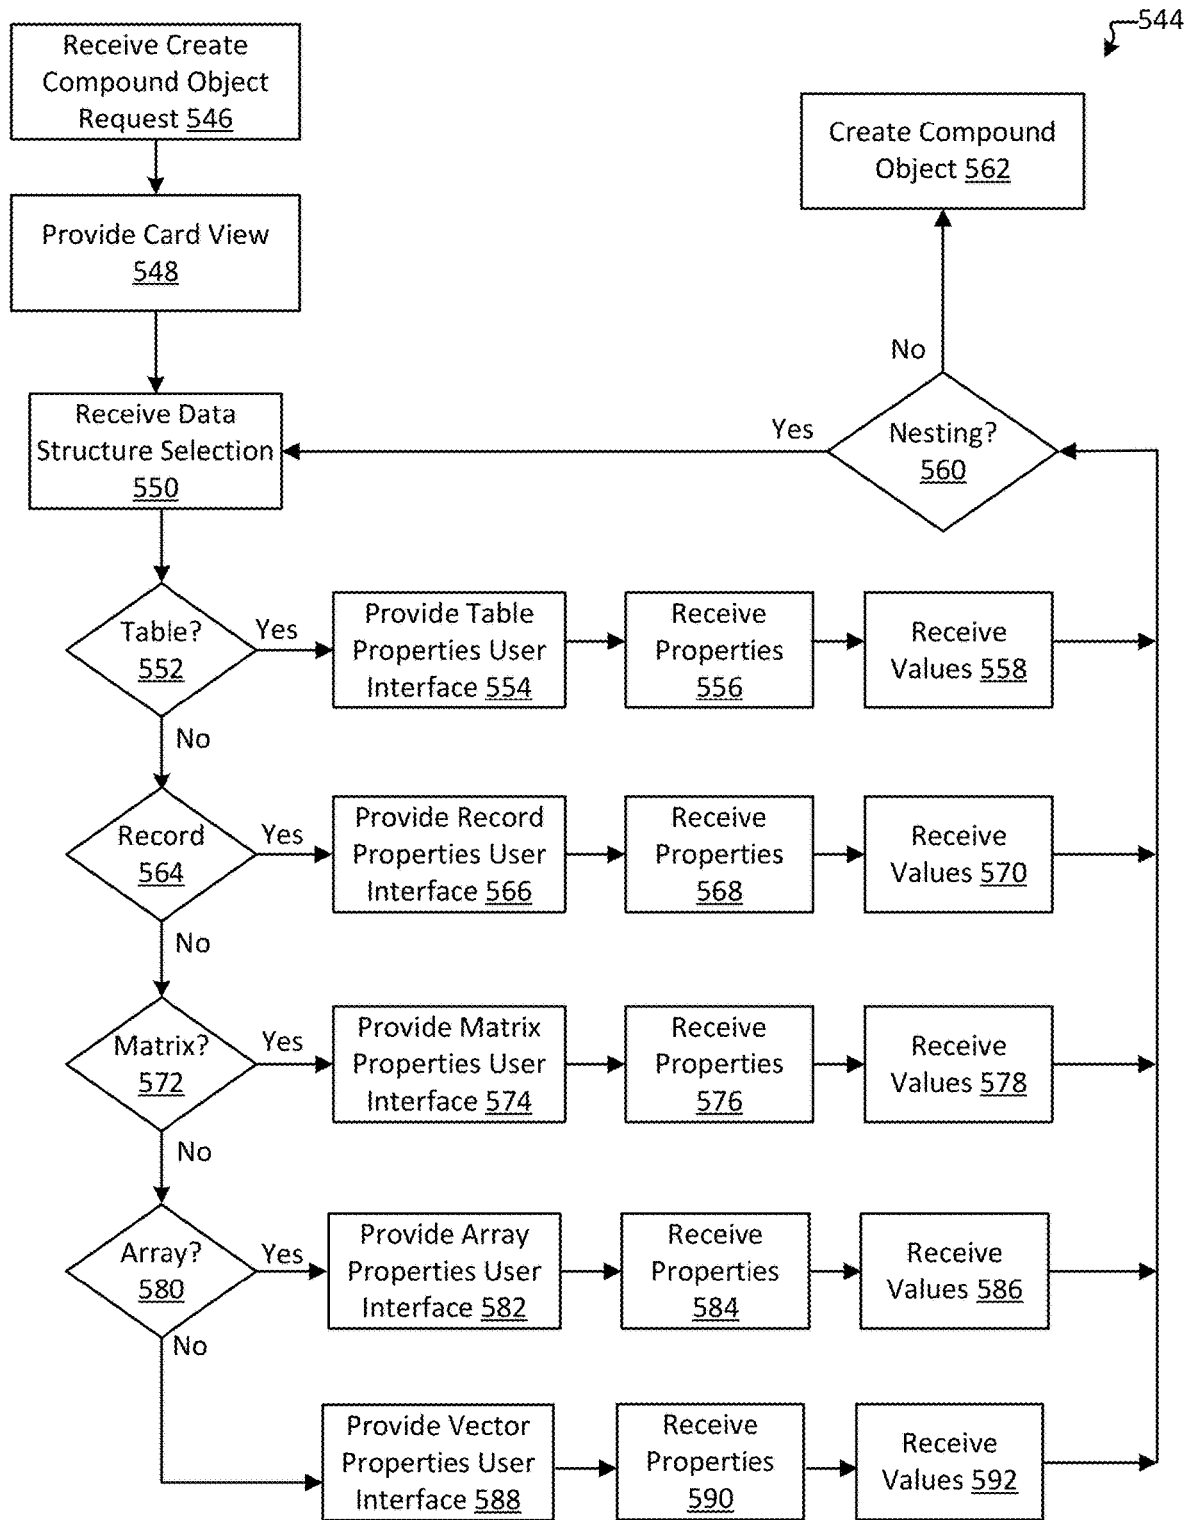 544
Receive Create
Compound Object
Request 546
Provide Card View
548
Create Compound
Object 562
No
Receive Data
Structure Selection
550
Yes
Nesting?
560
Table?
552
Yes
Provide Table
Properties User
Interface 554
Receive
Properties
556
Receive
Values 558
No
Record
564
Yes
Provide Record
Properties User
Interface 566
Receive
Properties
568
Receive
Values 570
No
Matrix?
572
Yes
Provide Matrix
Properties User
Interface 574
Receive
Properties
576
Receive
Values 578
No
Array?
580
Yes
Provide Array
Properties User
Interface 582
Receive
Properties
584
Receive
Values 586
No
Provide Vector
Properties User
Interface 588
Receive
Properties
590
Receive
Values 592